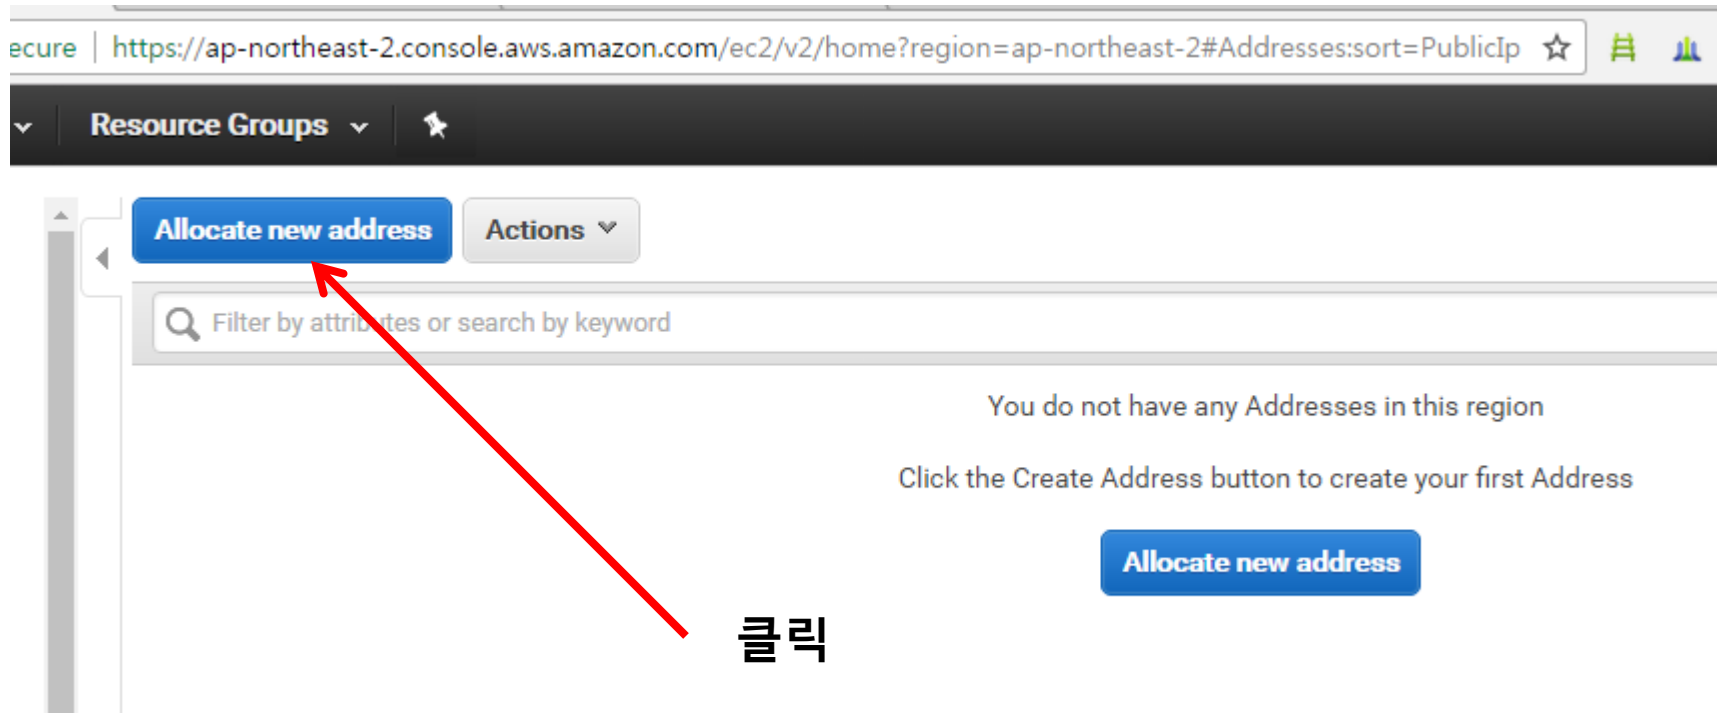 ecure | https://ap-northeast-2.console.aws.amazon.com/ec2/v2/home?region=ap-northeast-2#Addresses:sort=PublicIp
Resource Groups
Allocate new address Actions
Filter by attributes or search by keyword
You do not have any Addresses in this region
Click the Create Address button to create your first Address
Allocate new address
클릭